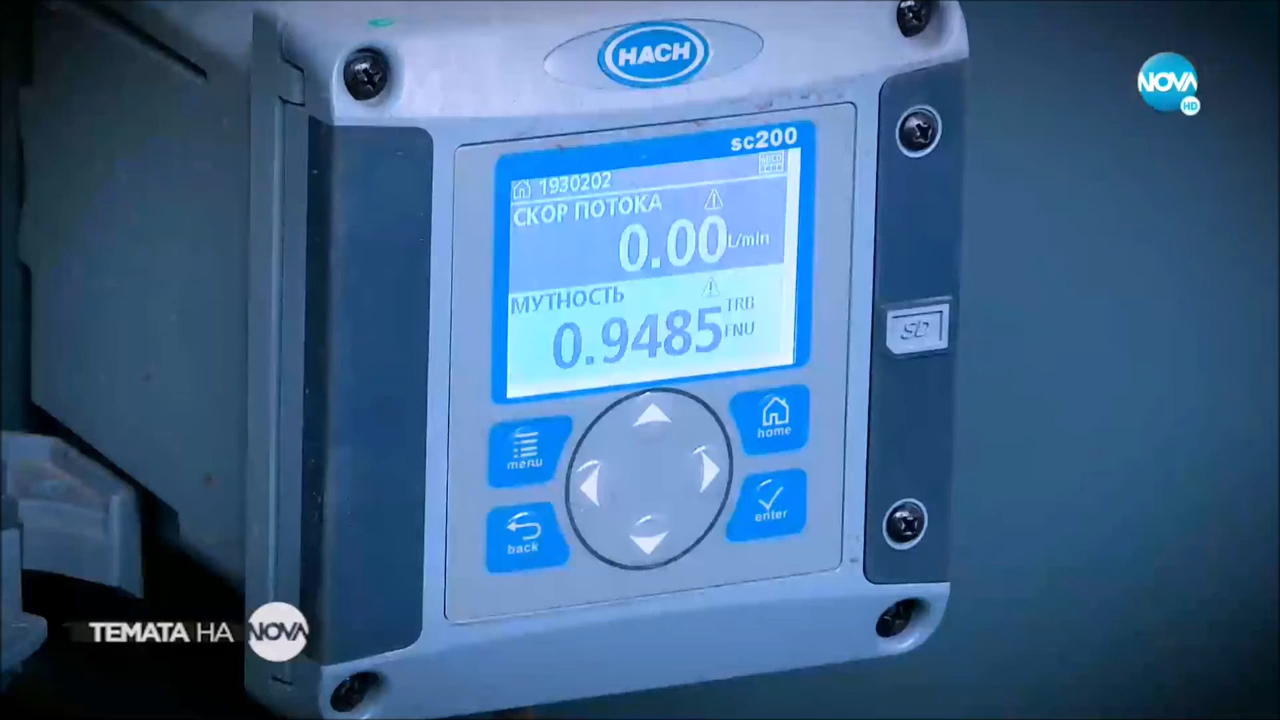 HACH
NOVA
HD
sc200
1930202
СКОР ПОТОКА
0.00 L/min
МУТНОСТЬ
0.9485 TRB
FNU
SD
menu
home
back
enter
ТЕМАТА НА NOVA